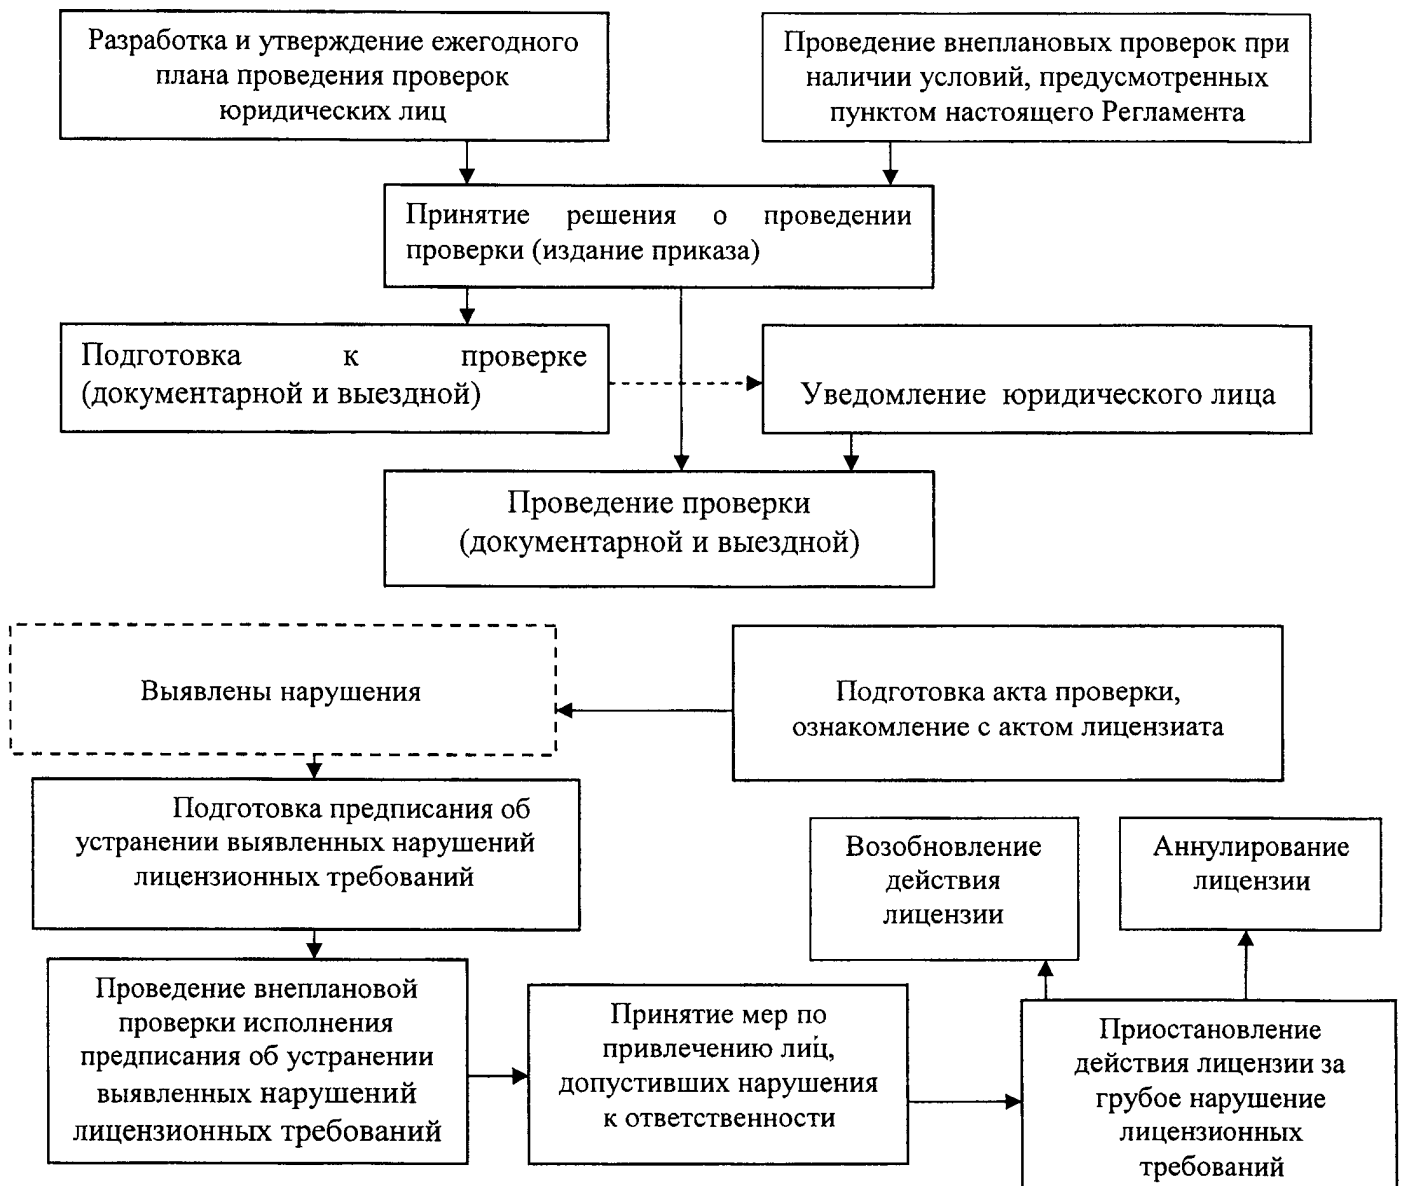 Разработка и утверждение ежегодного
плана проведения проверок
юридических лиц
Проведение внеплановых проверок при
наличии условий, предусмотренных
пунктом настоящего Регламента
Принятие решения о проведении
проверки (издание приказа)
Подготовка к проверке
(документарной и выездной)
Уведомление юридического лица
Проведение проверки
(документарной и выездной)
Выявлены нарушения
Подготовка акта проверки,
ознакомление с актом лицензиата
Подготовка предписания об
устранении выявленных нарушений
лицензионных требований
Возобновление
действия
лицензии
Аннулирование
лицензии
Проведение внеплановой
проверки исполнения
предписания об устранении
выявленных нарушений
лицензионных требований
Принятие мер по
привлечению лиц,
допустивших нарушения
к ответственности
Приостановление
действия лицензии за
грубое нарушение
лицензионных
требований